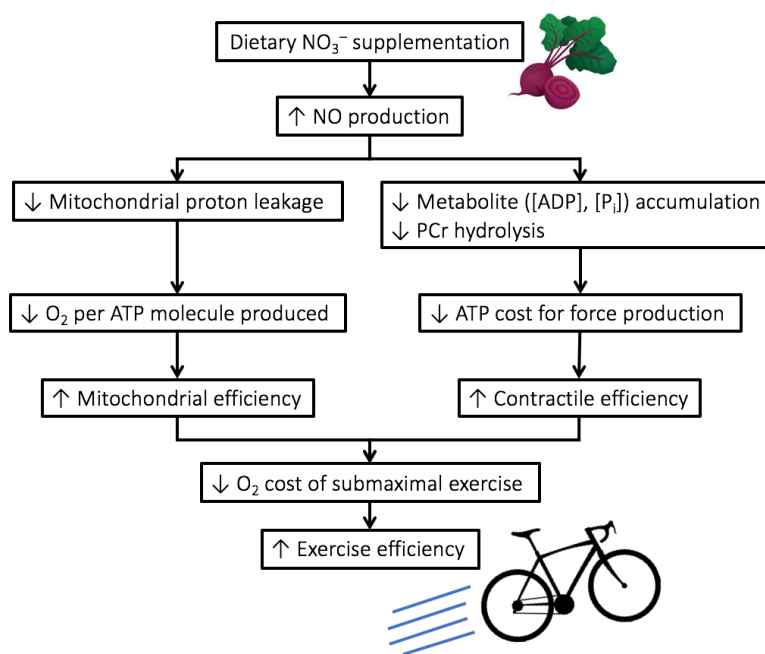 Dietary NO₃⁻ supplementation
↑ NO production
↓ Mitochondrial proton leakage
↓ Metabolite ([ADP], [Pᵢ]) accumulation
↓ PCr hydrolysis
↓ O₂ per ATP molecule produced
↓ ATP cost for force production
↑ Mitochondrial efficiency
↑ Contractile efficiency
↓ O₂ cost of submaximal exercise
↑ Exercise efficiency